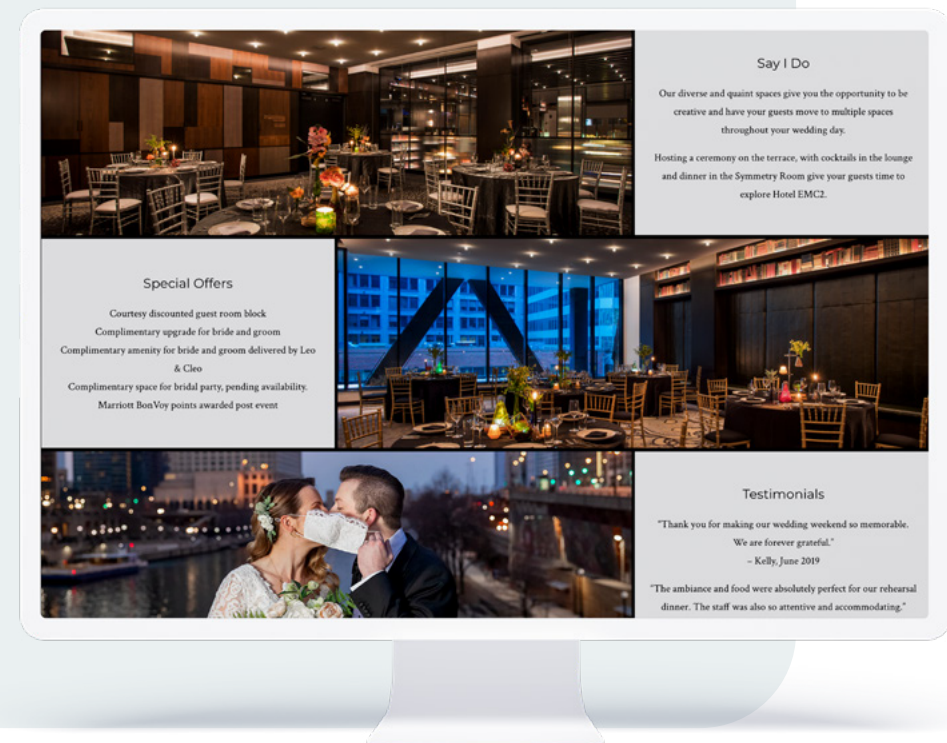 Say I Do
Our diverse and quaint spaces give you the opportunity to be
creative and have your guests move to multiple spaces
throughout your wedding day.
Hosting a ceremony on the terrace, with cocktails in the lounge
and dinner in the Symmetry Room give your guests time to
explore Hotel EMC2.
Special Offers
Courtesy discounted guest room block
Complimentary upgrade for bride and groom
Complimentary amenity for bride and groom delivered by Leo
& Cleo
Complimentary space for bridal party, pending availability.
Marriott BonVoy points awarded post event
Testimonials
"Thank you for making our wedding weekend so memorable.
We are forever grateful."
– Kelly, June 2019
"The ambiance and food were absolutely perfect for our rehearsal
dinner. The staff was also so attentive and accommodating."